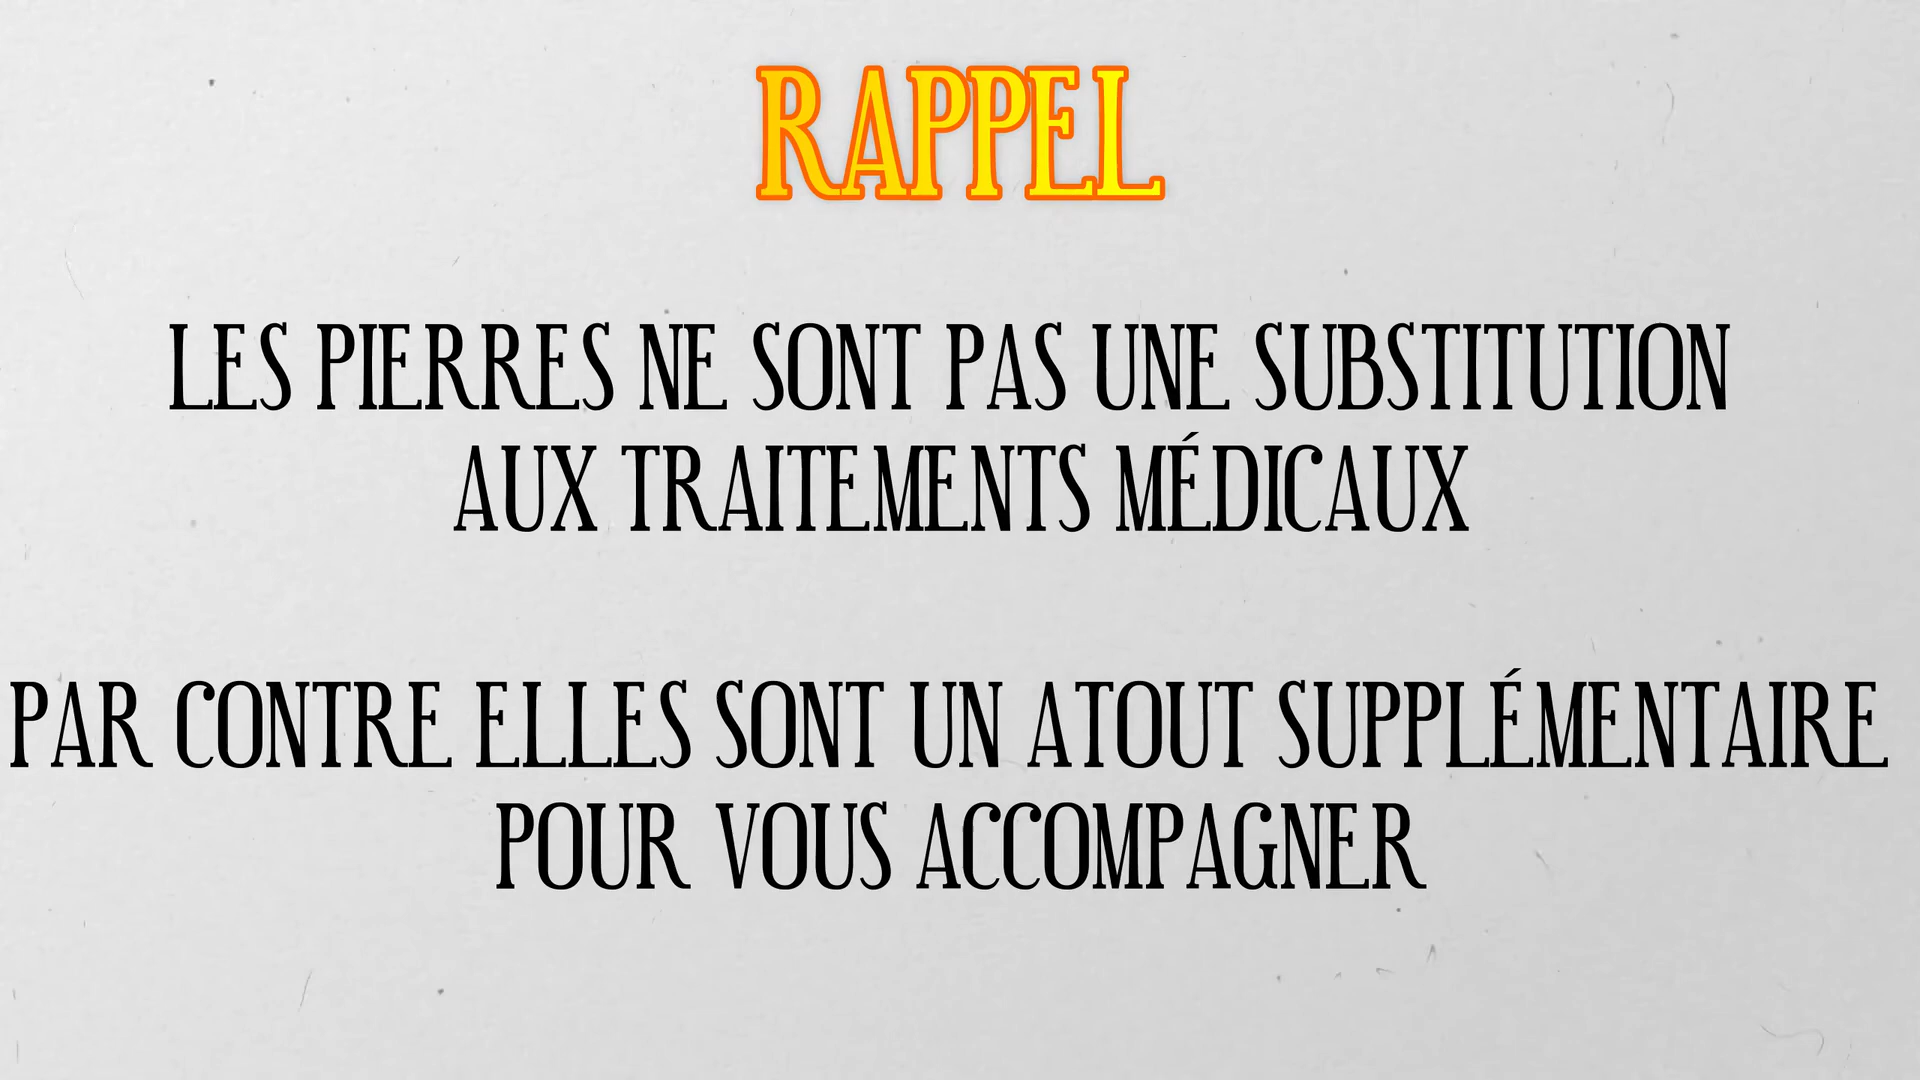 RAPPEL
LES PIERRES NE SONT PAS UNE SUBSTITUTION
AUX TRAITEMENTS MÉDICAUX
PAR CONTRE ELLES SONT UN ATOUT SUPPLÉMENTAIRE
POUR VOUS ACCOMPAGNER